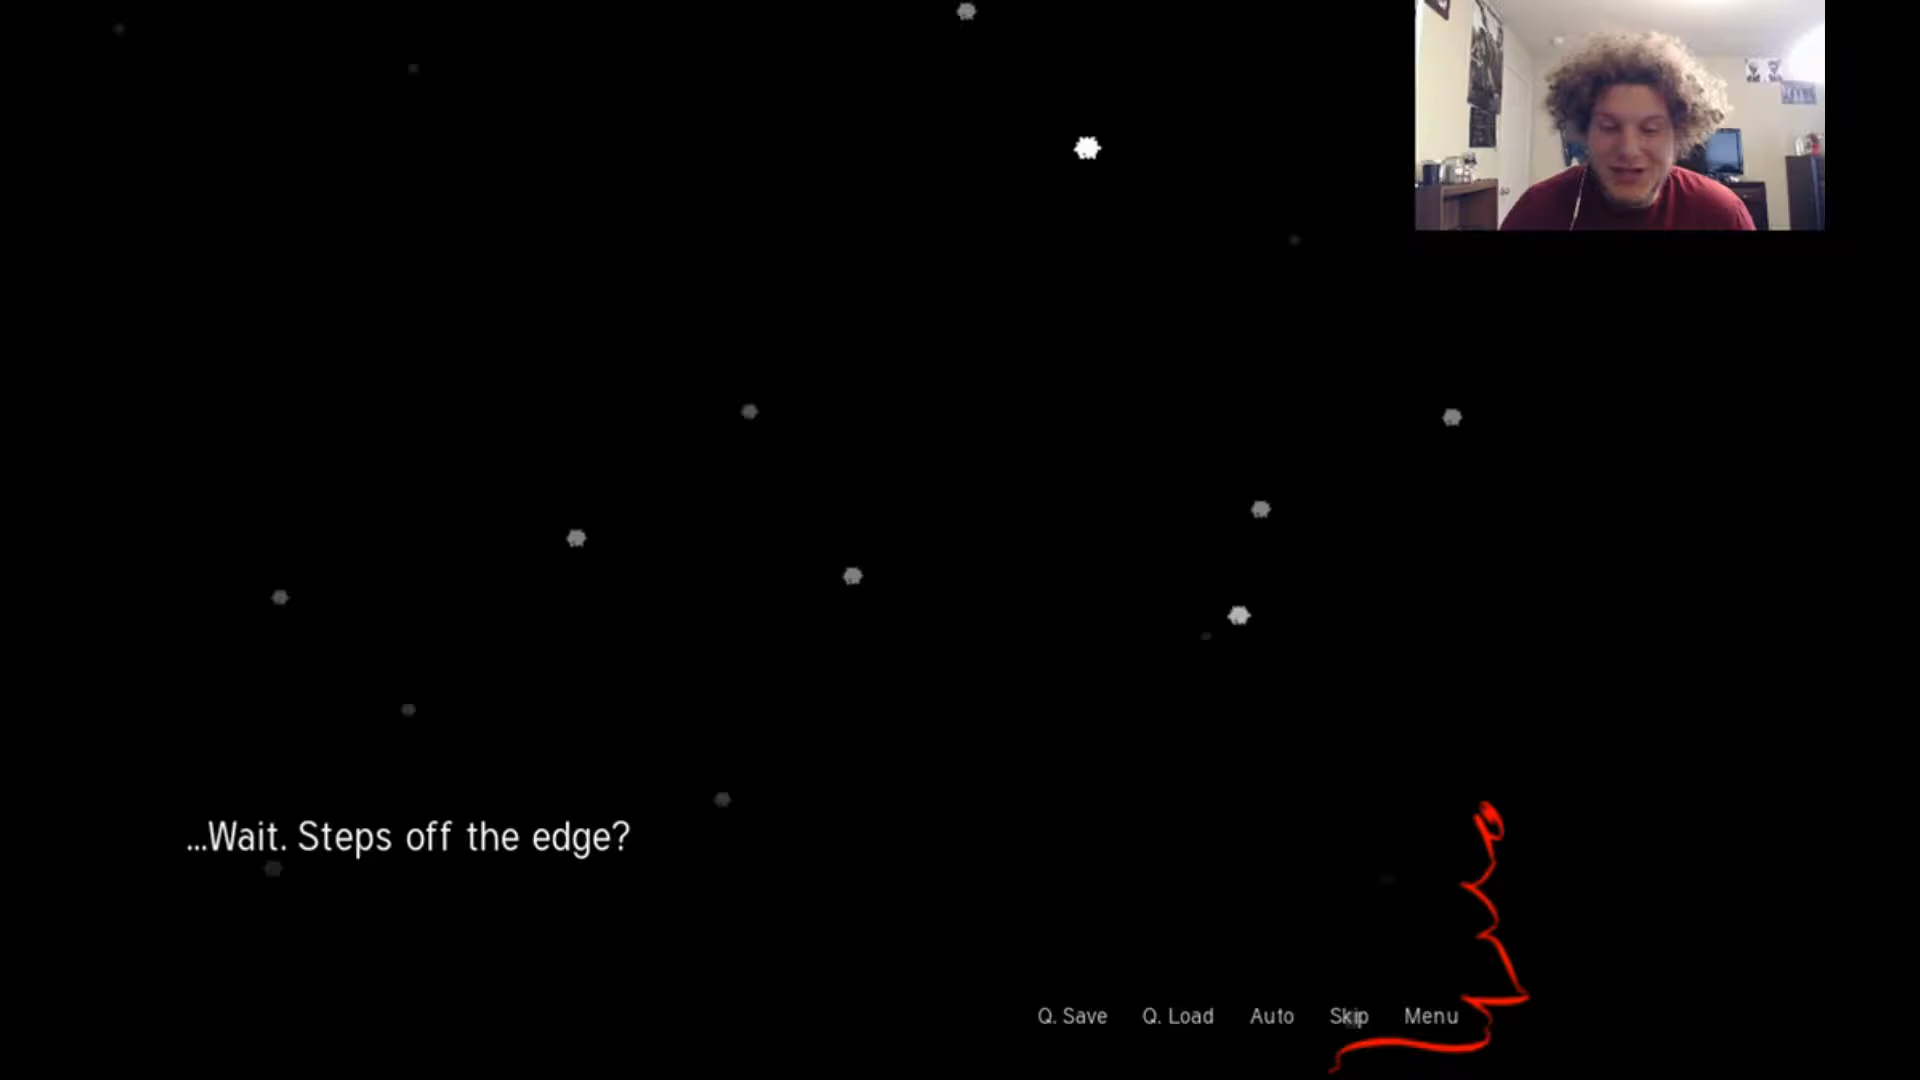 ...Wait. Steps off the edge?
Q. Save Q. Load Auto Skip Menu